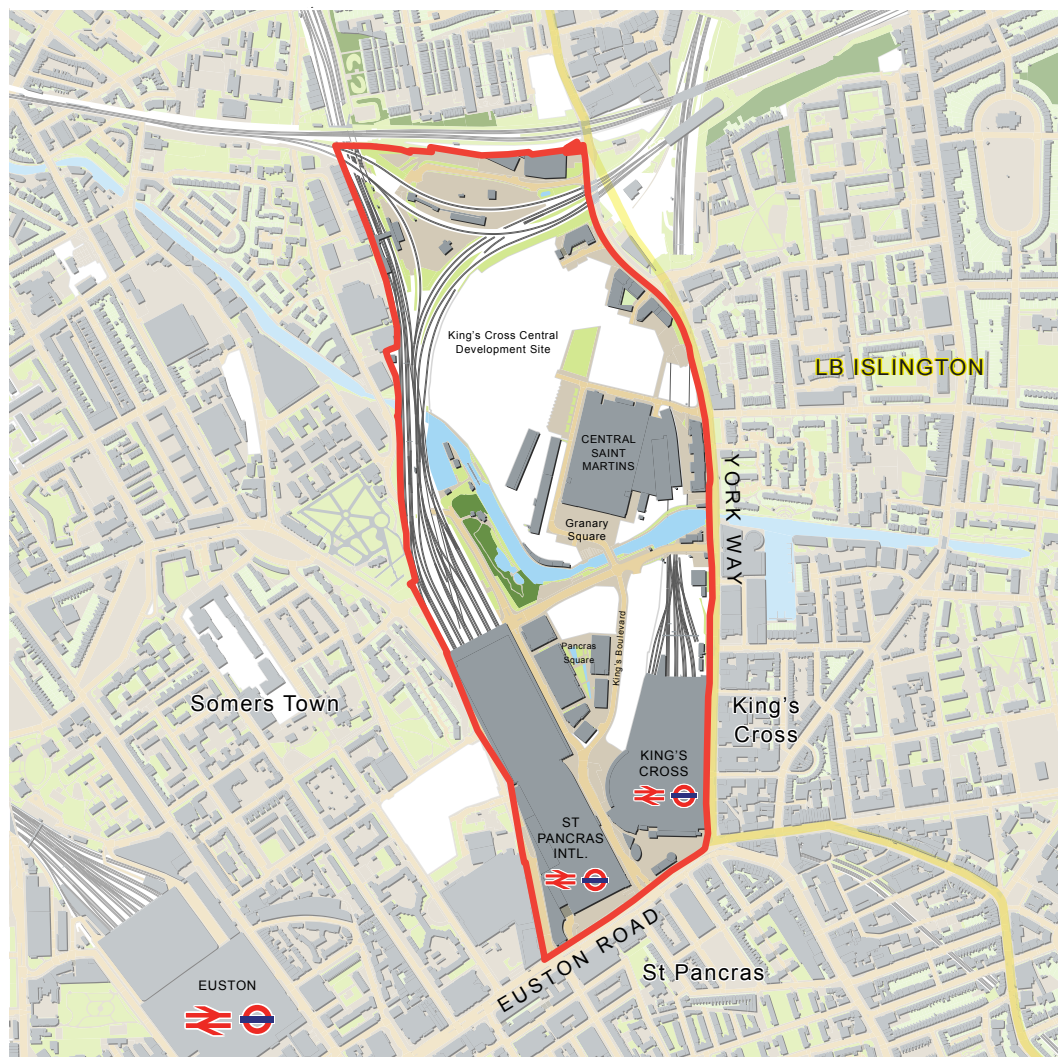 King's Cross Central
Development Site
LB ISLINGTON
CENTRAL
SAINT
MARTINS
YORK WAY
Granary
Square
King's Boulevard
Pancras
Square
Somers Town
King's
Cross
KING'S
CROSS
ST
PANCRAS
INTL.
EUSTON ROAD
St Pancras
EUSTON